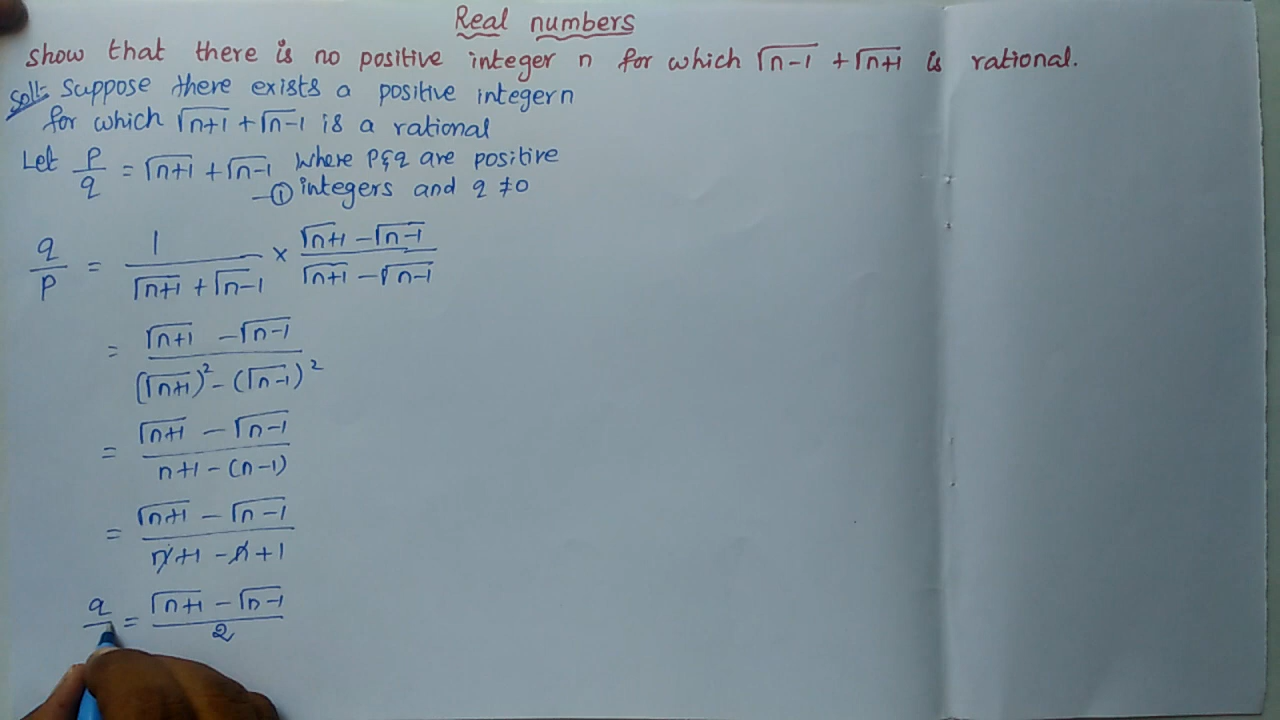 Real numbers
show that there is no positive integer n for which √n-1 + √n+1 is rational.
Sol:- Suppose there exists a positive integer n
for which √n+1 + √n-1 is a rational
Let p/q = √n+1 + √n-1 where p & q are positive
—① integers and q ≠ 0
q/p = 1/(√n+1 + √n-1) × (√n+1 - √n-1)/(√n+1 - √n-1)
= (√n+1 - √n-1)/((√n+1)² - (√n-1)²)
= (√n+1 - √n-1)/(n+1-(n-1))
= (√n+1 - √n-1)/(n+1-n+1)
q/ = (√n+1 - √n-1)/2